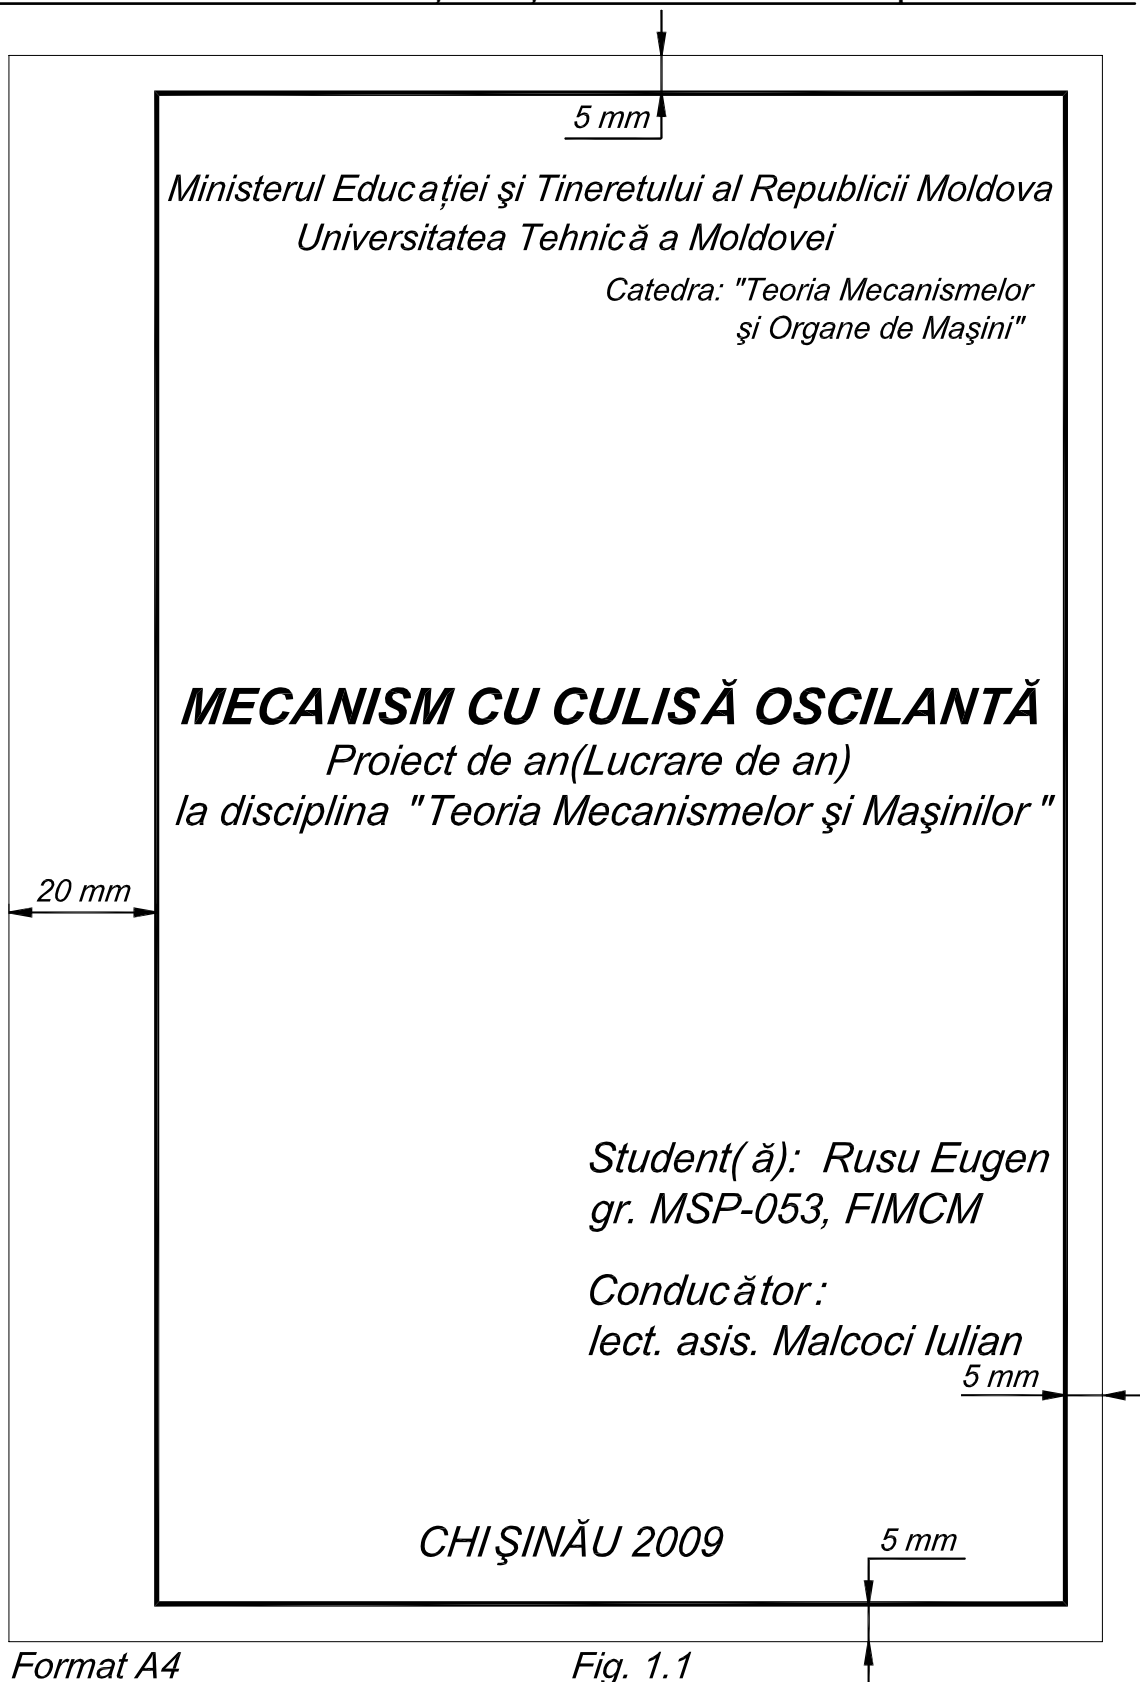 5 mm
Ministerul Educaţiei şi Tineretului al Republicii Moldova
Universitatea Tehnică a Moldovei
Catedra: "Teoria Mecanismelor
şi Organe de Maşini"
MECANISM CU CULISĂ OSCILANTĂ
Proiect de an(Lucrare de an)
la disciplina "Teoria Mecanismelor şi Maşinilor"
20 mm
Student(ă): Rusu Eugen
gr. MSP-053, FIMCM
Conducător:
lect. asis. Malcoci Iulian
5 mm
CHIŞINĂU 2009
5 mm
Format A4
Fig. 1.1